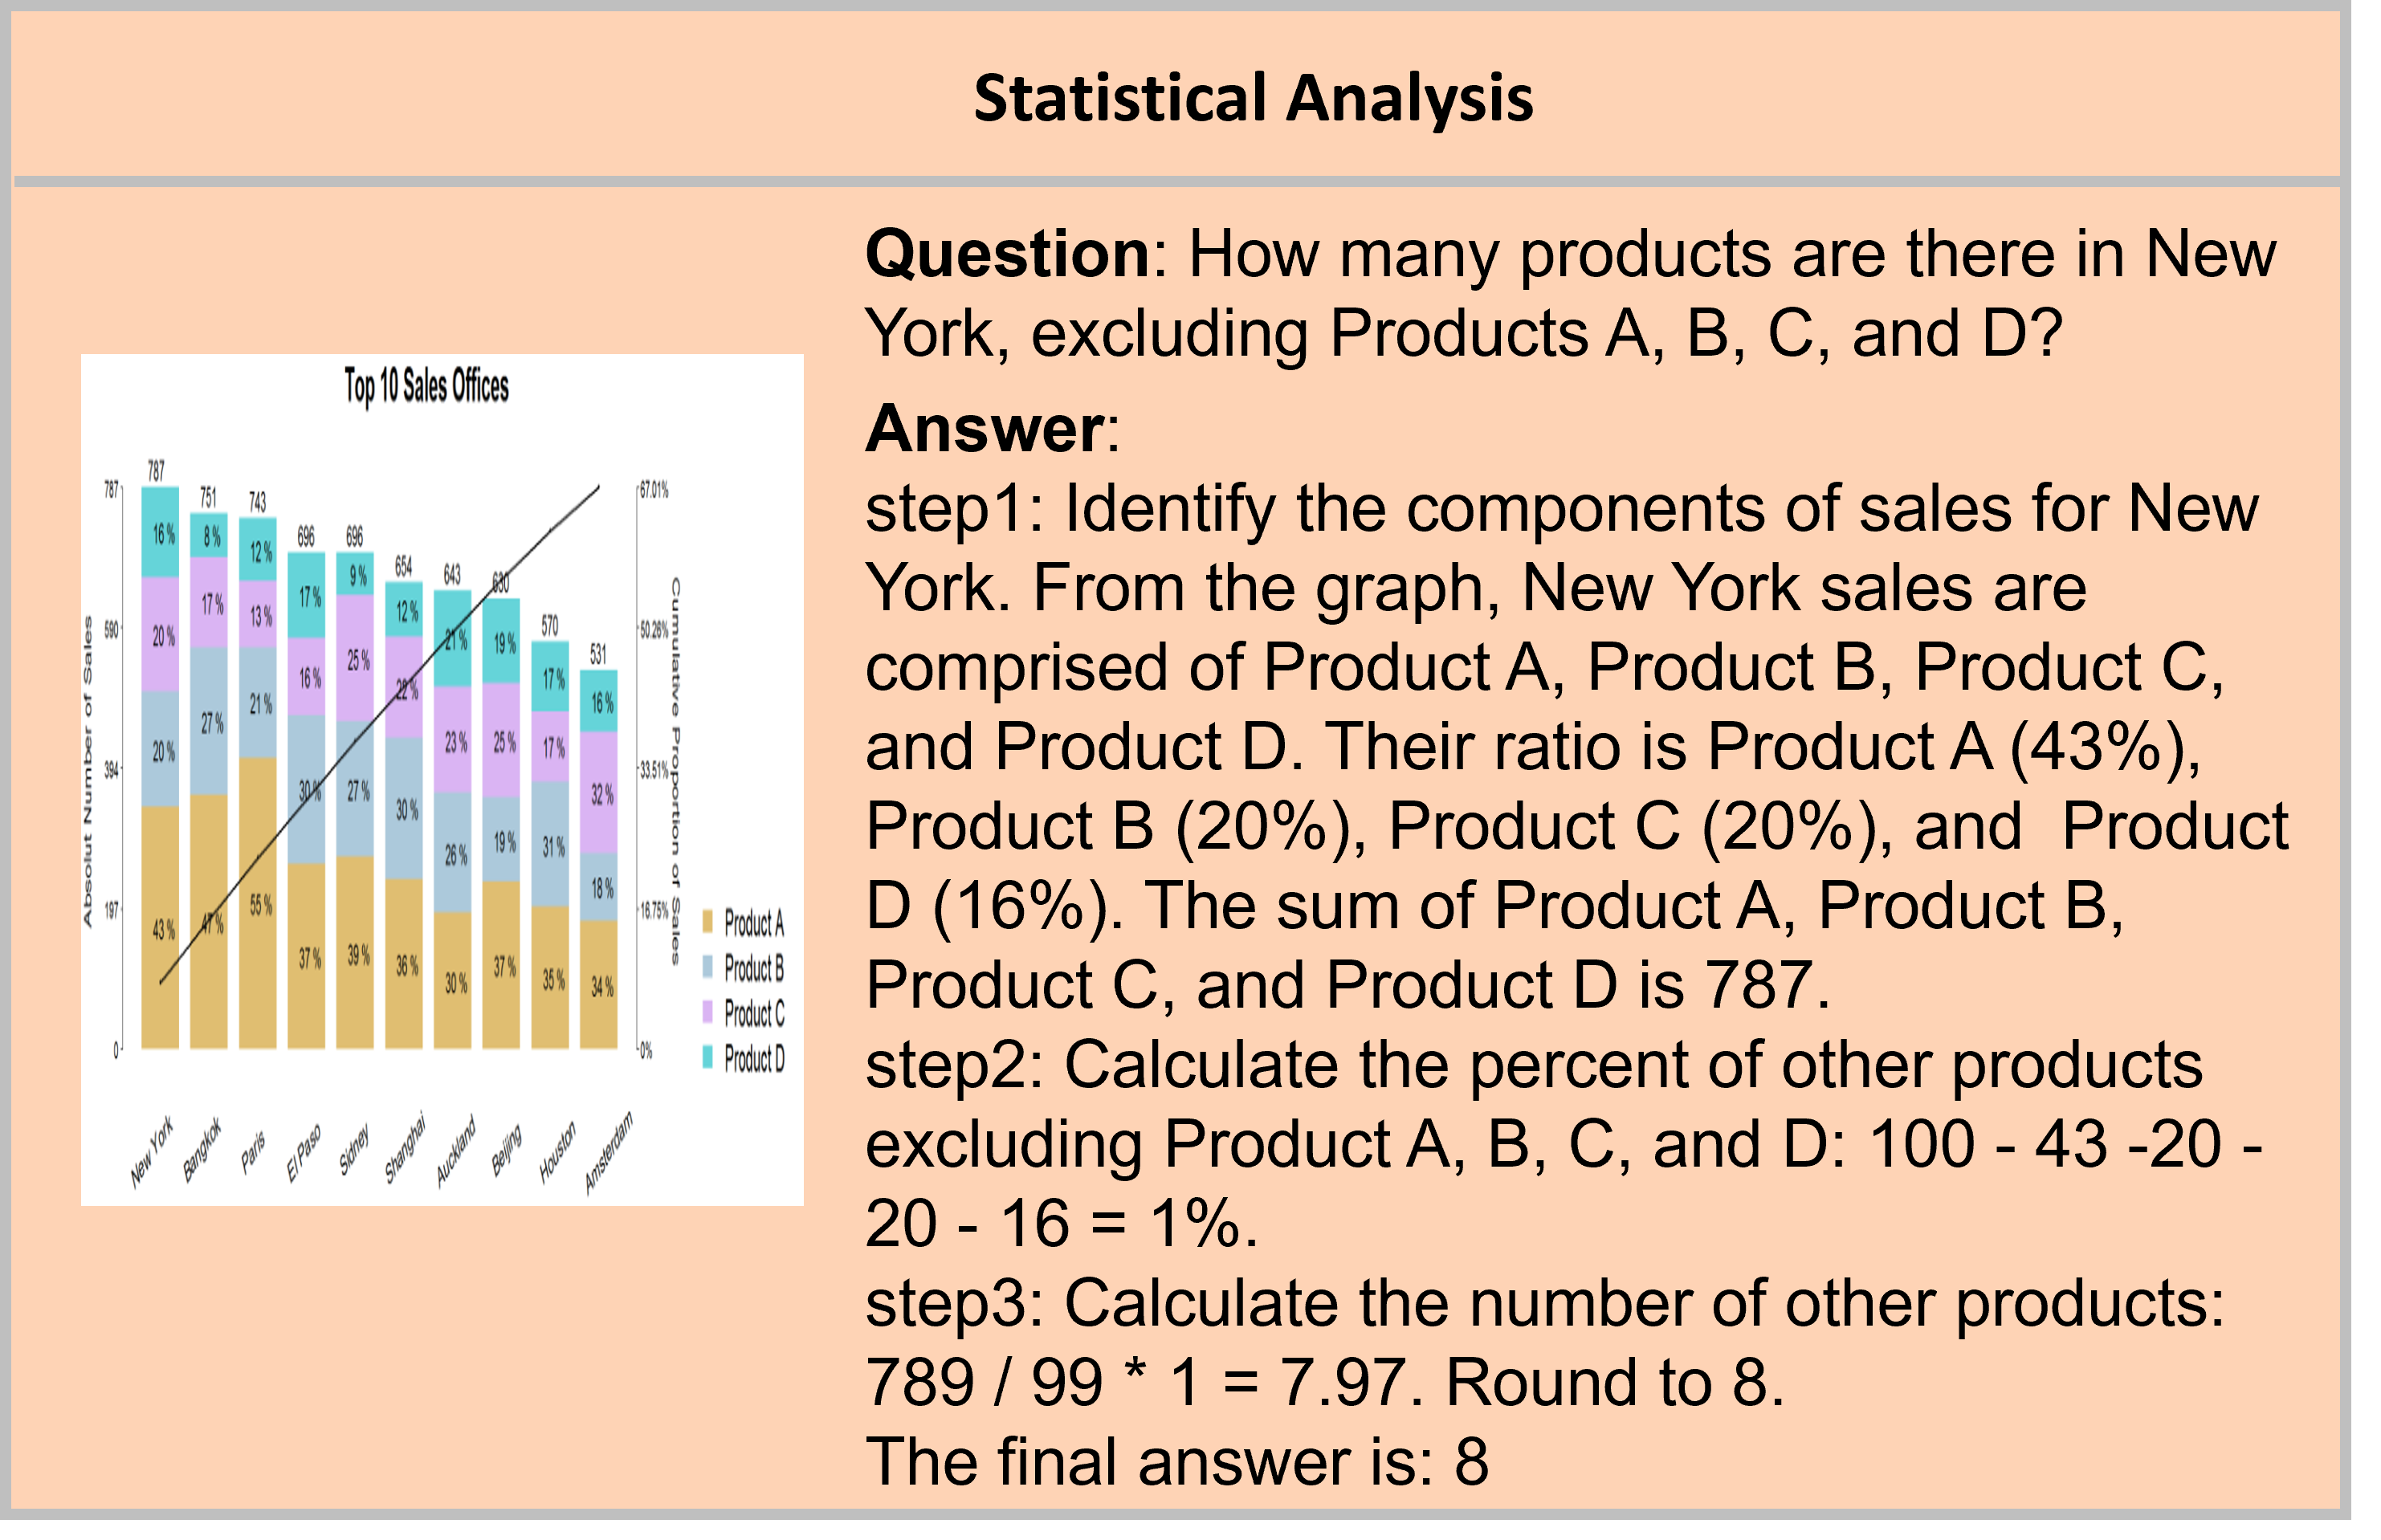 Statistical Analysis
Top 10 Sales Offices
Absolut Number of Sales
787
590
394
197
0
787
751
743
696
696
654
643
630
570
531
16 %
20 %
20 %
43 %
8 %
17 %
27 %
47 %
12 %
13 %
21 %
55 %
17 %
16 %
30 %
37 %
9 %
25 %
27 %
39 %
12 %
22 %
30 %
36 %
21 %
23 %
26 %
30 %
19 %
25 %
19 %
37 %
17 %
17 %
31 %
35 %
16 %
32 %
18 %
34 %
67.01%
50.26%
33.51%
16.75%
0%
Cumulative Proportion of Sales
Product A
Product B
Product C
Product D
New York
Bangkok
Paris
El Paso
Sidney
Shanghai
Auckland
Beijing
Houston
Amsterdam
Question: How many products are there in New
York, excluding Products A, B, C, and D?
Answer:
step1: Identify the components of sales for New
York. From the graph, New York sales are
comprised of Product A, Product B, Product C,
and Product D. Their ratio is Product A (43%),
Product B (20%), Product C (20%), and Product
D (16%). The sum of Product A, Product B,
Product C, and Product D is 787.
step2: Calculate the percent of other products
excluding Product A, B, C, and D: 100 - 43 -20 -
20 - 16 = 1%.
step3: Calculate the number of other products:
789 / 99 * 1 = 7.97. Round to 8.
The final answer is: 8